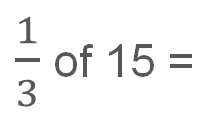 1/3 of 15 =